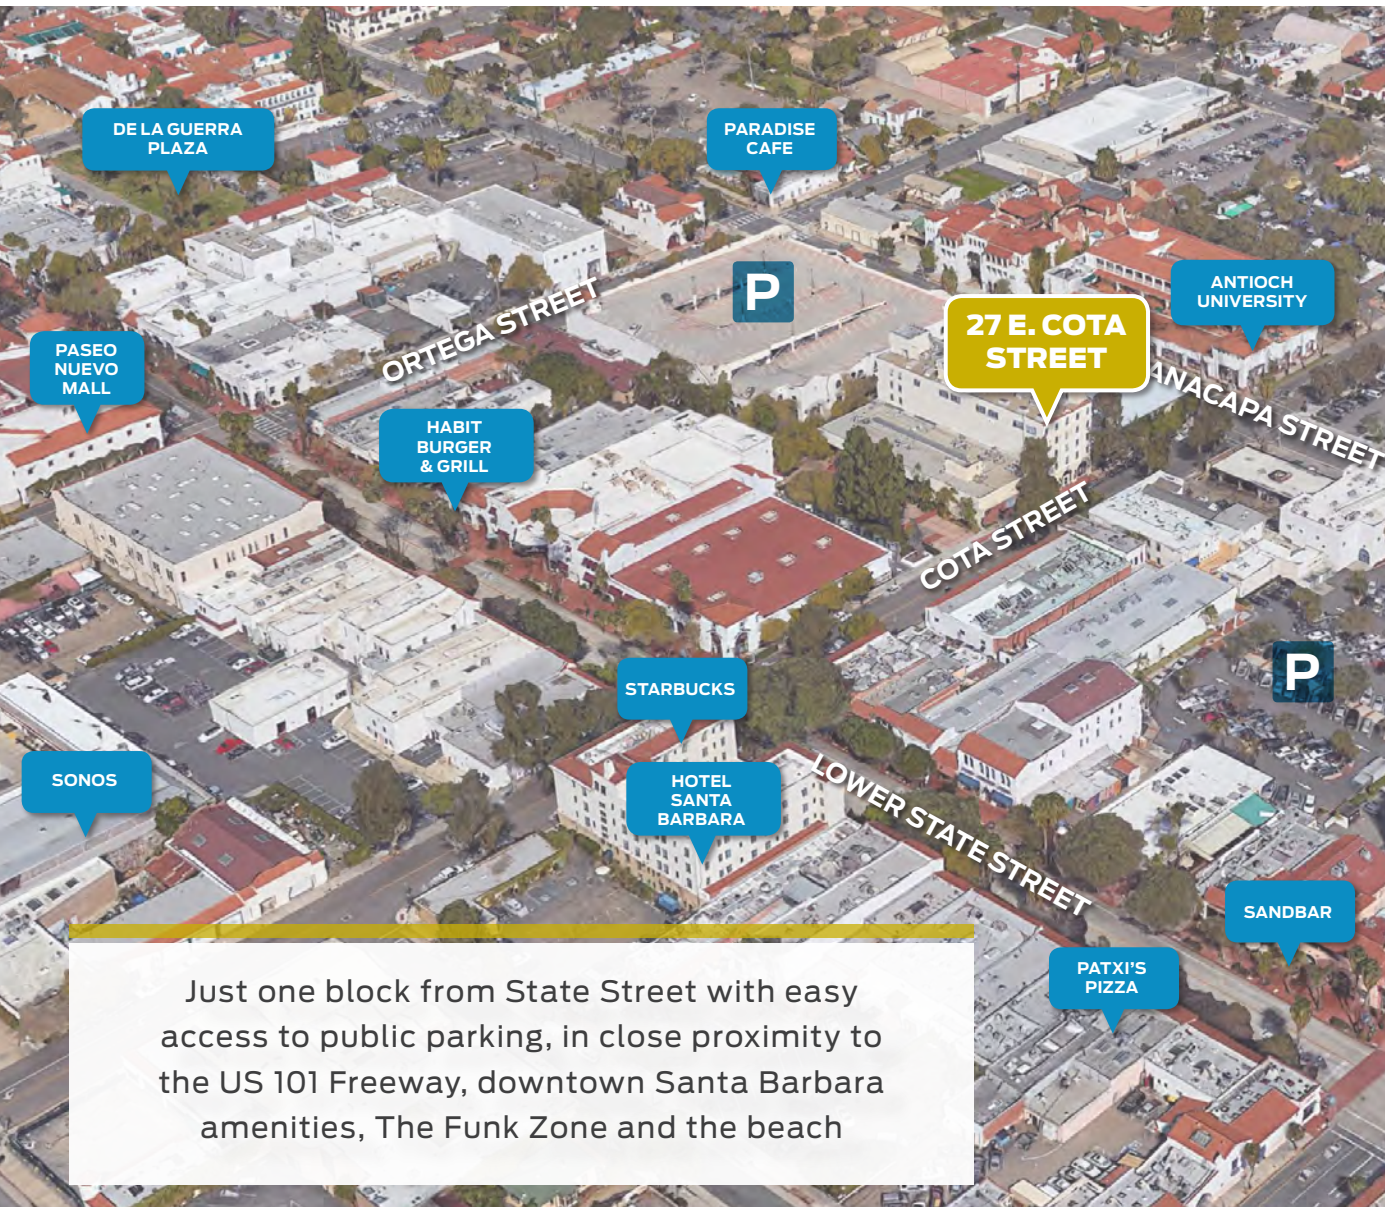 DE LA GUERRA
PLAZA
PARADISE
CAFE
P
ANTIOCH
UNIVERSITY
ORTEGA STREET
27 E. COTA
STREET
PASEO
NUEVO
MALL
ANACAPA STREET
HABIT
BURGER
& GRILL
COTA STREET
P
STARBUCKS
SONOS
HOTEL
SANTA
BARBARA
LOWER STATE STREET
SANDBAR
PATXI'S
PIZZA
Just one block from State Street with easy
access to public parking, in close proximity to
the US 101 Freeway, downtown Santa Barbara
amenities, The Funk Zone and the beach